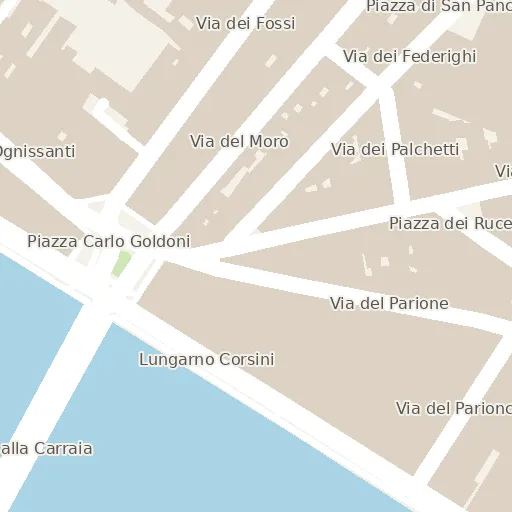 Piazza di San Panc
Via dei Fossi
Via dei Federighi
Via del Moro
Via dei Palchetti
Ognissanti
Via
Piazza dei Ruce
Piazza Carlo Goldoni
Via del Parione
Lungarno Corsini
Via del Parionc
alla Carraia